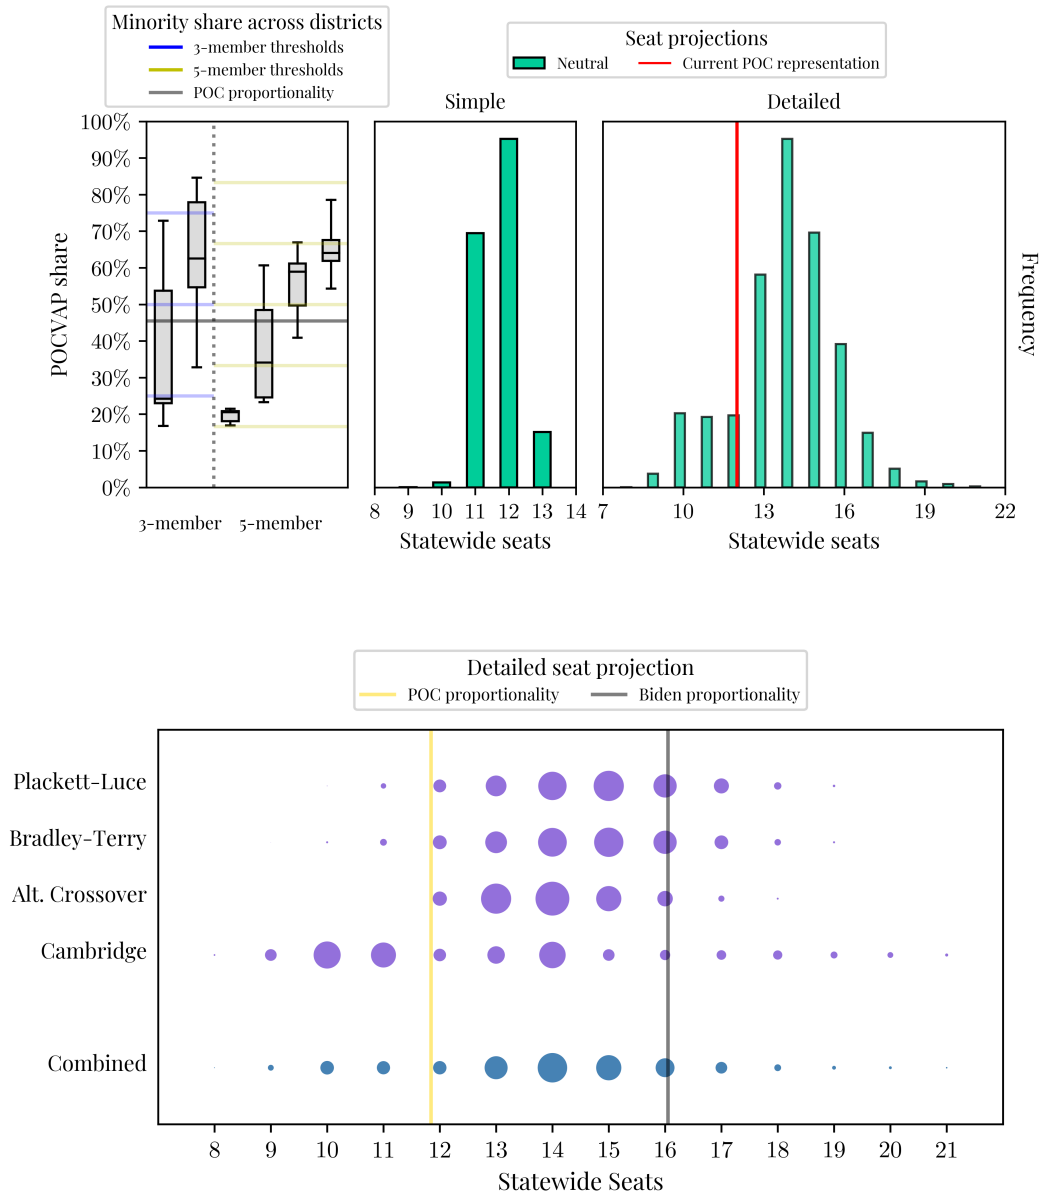 Minority share across districts
3-member thresholds
5-member thresholds
POC proportionality
Seat projections
Neutral
Current POC representation
Simple
Detailed
100%
90%
80%
70%
60%
50%
40%
30%
20%
10%
0%
POCVAP share
3-member 5-member
8 9 10 11 12 13 14
Statewide seats
7 10 13 16 19 22
Statewide seats
Frequency
Detailed seat projection
POC proportionality
Biden proportionality
Plackett-Luce
Bradley-Terry
Alt. Crossover
Cambridge
Combined
8 9 10 11 12 13 14 15 16 17 18 19 20 21
Statewide Seats